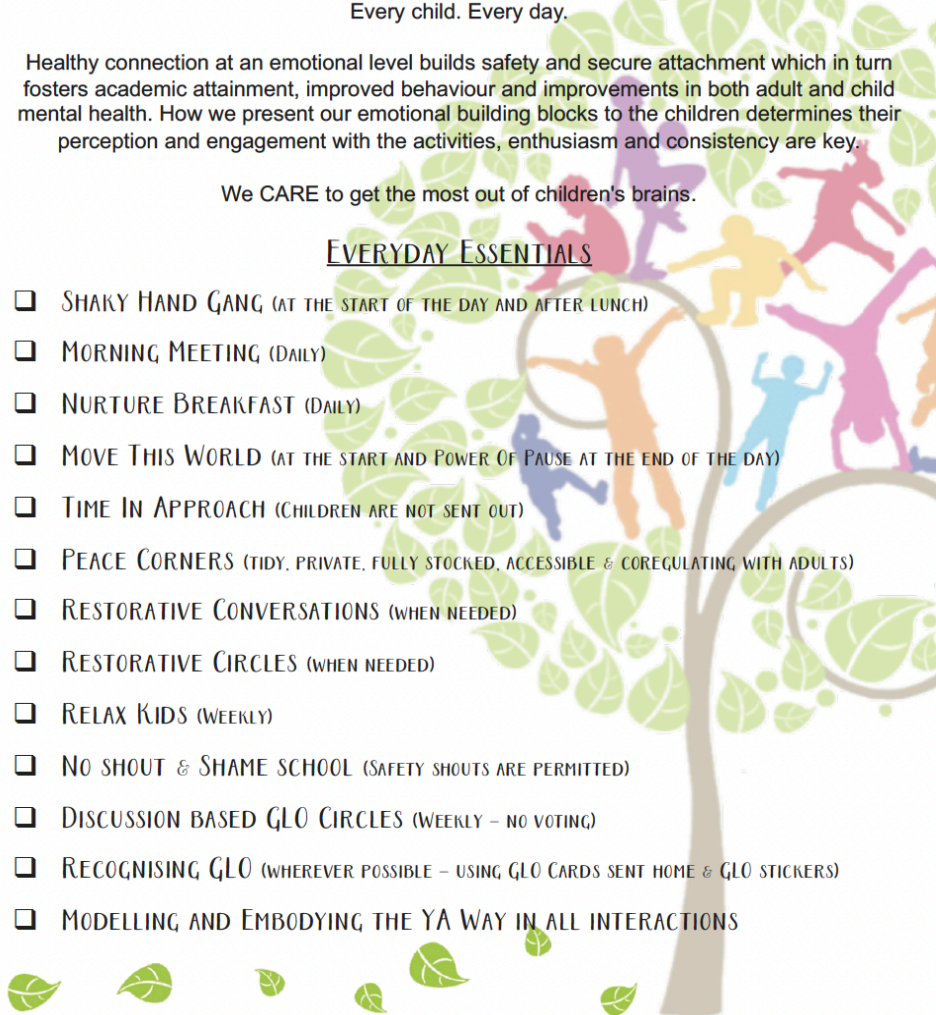 Every child. Every day.
Healthy connection at an emotional level builds safety and secure attachment which in turn
fosters academic attainment, improved behaviour and improvements in both adult and child
mental health. How we present our emotional building blocks to the children determines their
perception and engagement with the activities, enthusiasm and consistency are key.
We CARE to get the most out of children's brains.
Everyday Essentials
❑ Shaky Hand Gang (at the start of the day and after lunch)
❑ Morning Meeting (Daily)
❑ Nurture Breakfast (Daily)
❑ Move This World (at the start and Power Of Pause at the end of the day)
❑ Time In Approach (Children are not sent out)
❑ Peace Corners (tidy, private, fully stocked, accessible & coregulating with adults)
❑ Restorative Conversations (when needed)
❑ Restorative Circles (when needed)
❑ Relax Kids (Weekly)
❑ No shout & Shame school (Safety shouts are permitted)
❑ Discussion based GLO Circles (Weekly – no voting)
❑ Recognising GLO (wherever possible – using GLO Cards sent home & GLO stickers)
❑ Modelling and Embodying the YA Way in all interactions